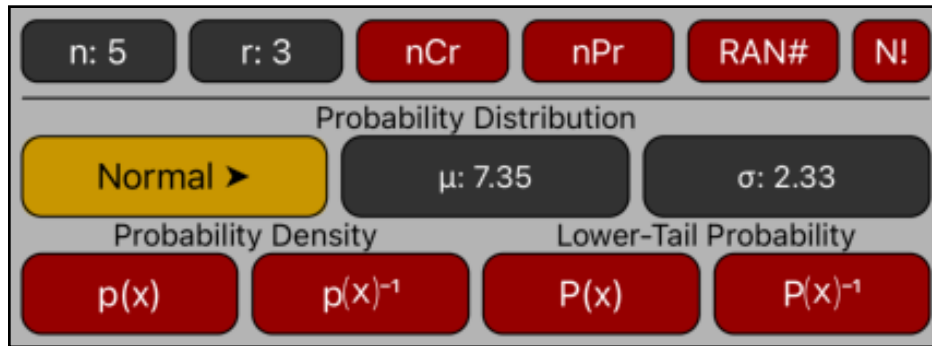 n: 5 r: 3 nCr nPr RAN# N!
Probability Distribution
Normal ➤ μ: 7.35 σ: 2.33
Probability Density Lower-Tail Probability
p(x) p(x)⁻¹ P(x) P(x)⁻¹